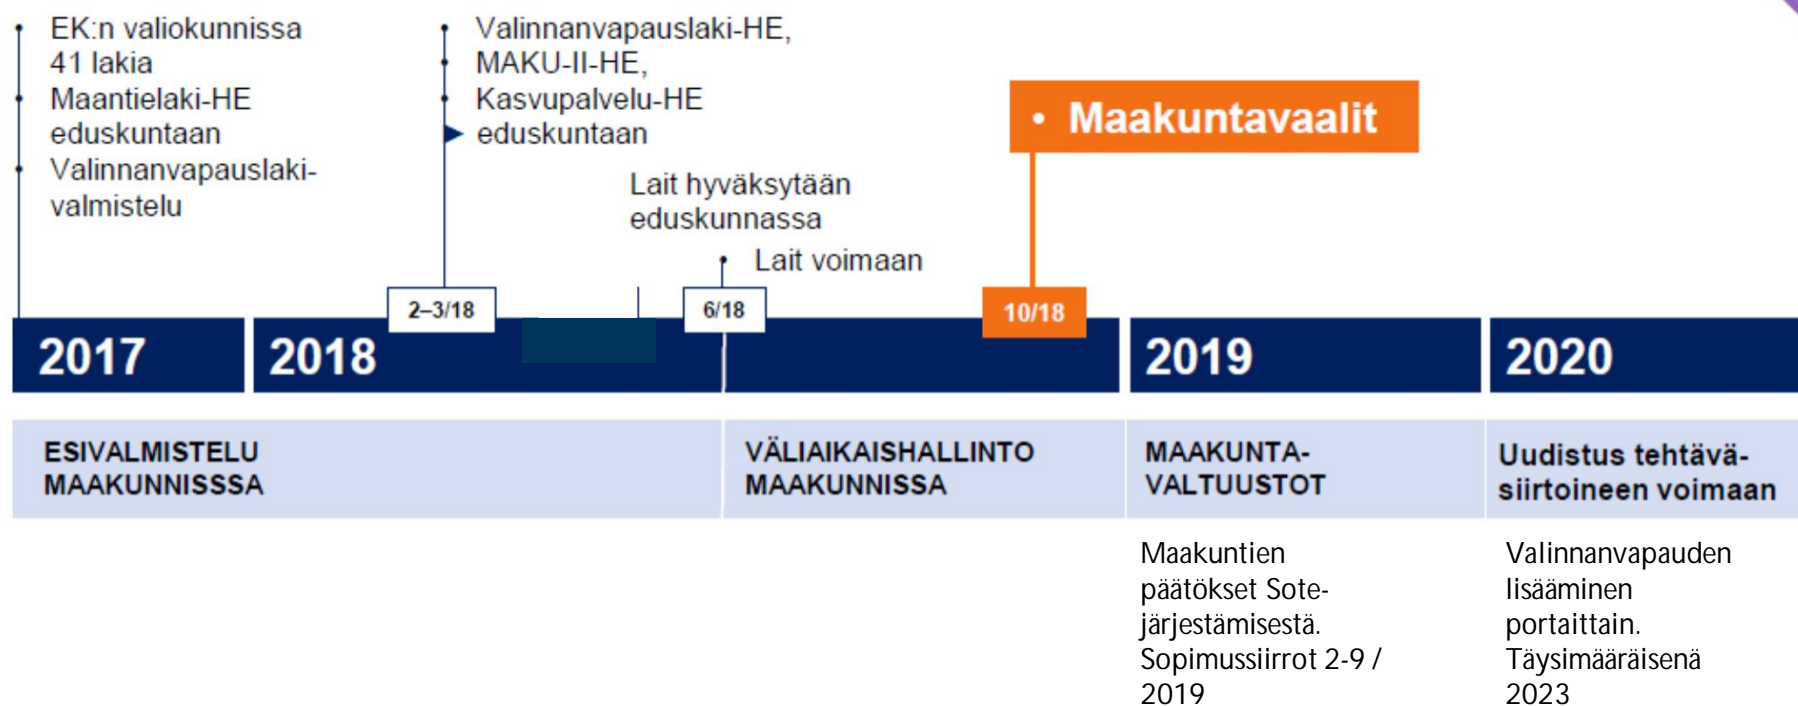 EK:n valiokunnissa
41 lakia
Maantielaki-HE
eduskuntaan
Valinnanvapauslaki-
valmistelu
Valinnanvapauslaki-HE,
MAKU-II-HE,
Kasvupalvelu-HE
eduskuntaan
Lait hyväksytään
eduskunnassa
Lait voimaan
Maakuntavaalit
2–3/18
6/18
10/18
2017
2018
2019
2020
ESIVALMISTELU
MAAKUNNISSSA
VÄLIAIKAISHALLINTO
MAAKUNNISSA
MAAKUNTA-
VALTUUSTOT
Uudistus tehtävä-
siirtoineen voimaan
Maakuntien
päätökset Sote-
järjestämisestä.
Sopimussiirrot 2-9 /
2019
Valinnanvapauden
lisääminen
portaittain.
Täysimääräisenä
2023